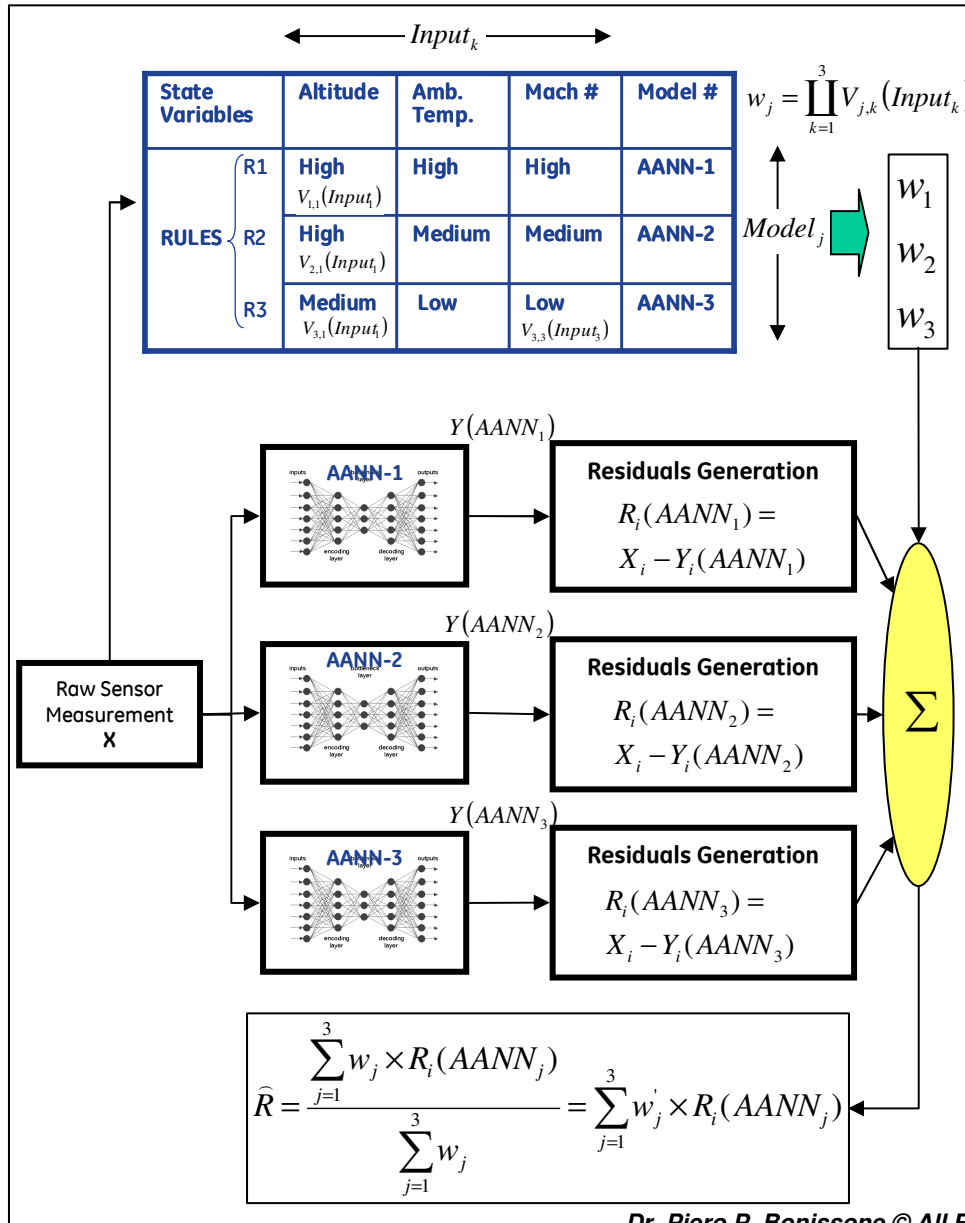 Input_k
State Variables | Altitude | Amb. Temp. | Mach # | Model #
w_j = ∏_{k=1}^{3} V_{j,k}(Input_k)
RULES
R1 | High V_{1,1}(Input_1) | High | High | AANN-1
R2 | High V_{2,1}(Input_1) | Medium | Medium | AANN-2
R3 | Medium V_{3,1}(Input_1) | Low | Low V_{3,3}(Input_3) | AANN-3
Model_j
w_1
w_2
w_3
Y(AANN_1)
AANN-1
inputs
layer
outputs
encoding layer
decoding layer
Residuals Generation
R_i(AANN_1) =
X_i − Y_i(AANN_1)
Y(AANN_2)
AANN-2
inputs
bottleneck layer
outputs
encoding layer
decoding layer
Residuals Generation
R_i(AANN_2) =
X_i − Y_i(AANN_2)
Raw Sensor
Measurement
X
Σ
Y(AANN_3)
AANN-3
inputs
layer
outputs
encoding layer
decoding layer
Residuals Generation
R_i(AANN_3) =
X_i − Y_i(AANN_3)
R̂ = (∑_{j=1}^{3} w_j × R_i(AANN_j)) / (∑_{j=1}^{3} w_j) = ∑_{j=1}^{3} w'_j × R_i(AANN_j)
Dr. Piero P. Bonissone © All